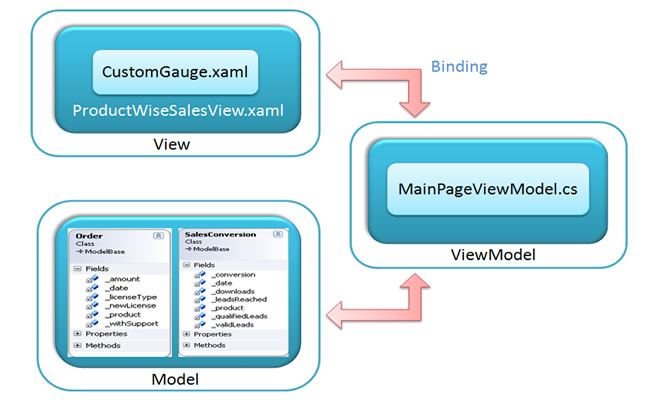 CustomGauge.xaml
ProductWiseSalesView.xaml
View
Binding
MainPageViewModel.cs
ViewModel
Order
Class
ModelBase
Fields
_amount
_date
_licenseType
_newLicense
_product
_withSupport
Properties
Methods
SalesConversion
Class
ModelBase
Fields
_conversion
_date
_downloads
_leadsReached
_product
_qualifiedLeads
_validLeads
Properties
Methods
Model